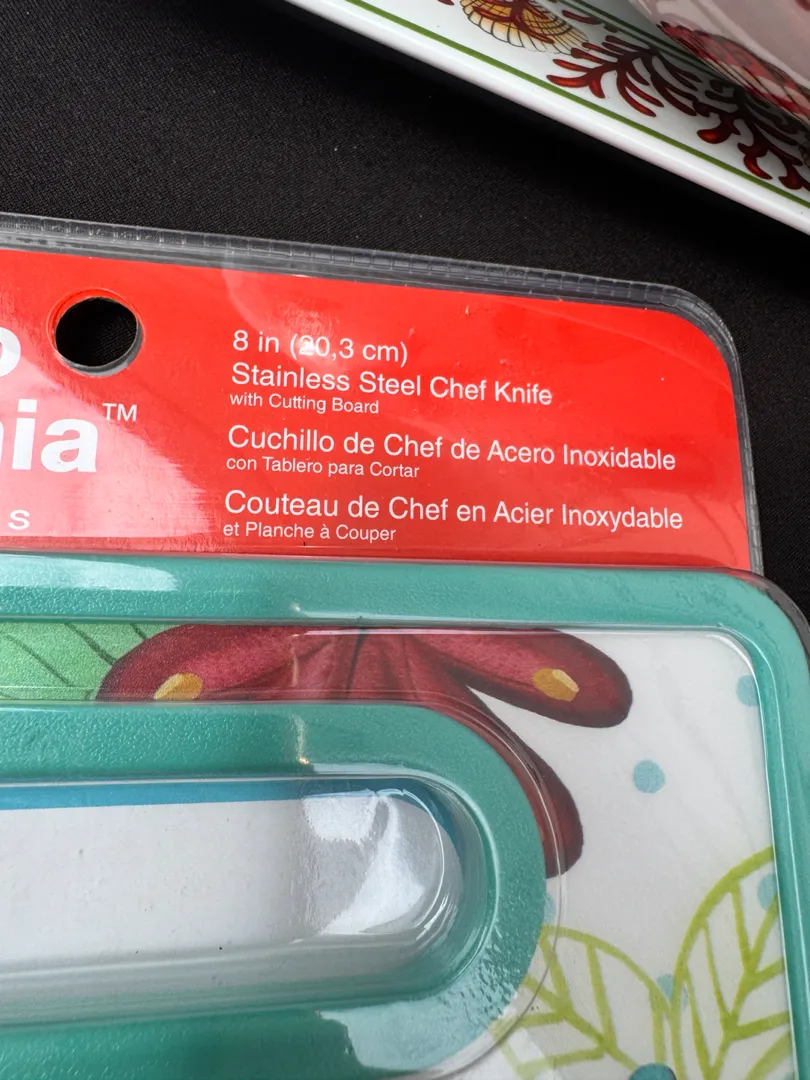 8 in (20,3 cm)
Stainless Steel Chef Knife
with Cutting Board
ia™
Cuchillo de Chef de Acero Inoxidable
con Tablero para Cortar
s
Couteau de Chef en Acier Inoxydable
et Planche à Couper